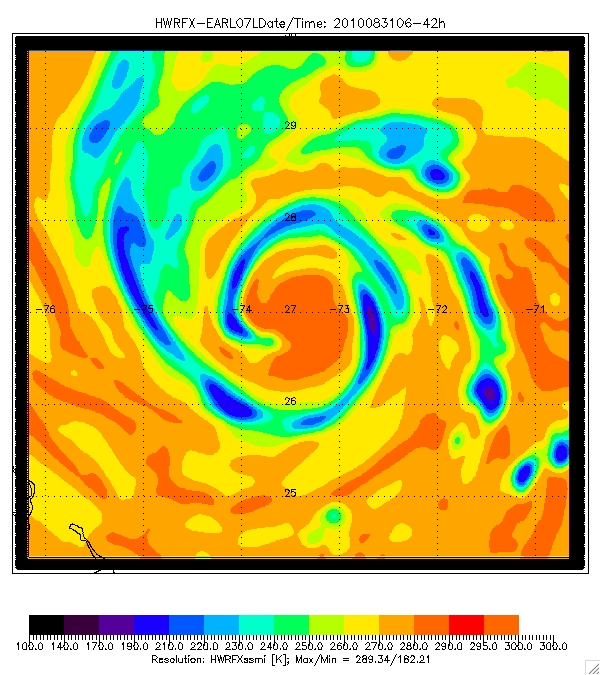 HWRFX-EARL07LDate/Time: 2010083106-42h
29
28
-76 -75 -74 27 -73 -72 -71
26
25
100.0 140.0 170.0 190.0 210.0 220.0 230.0 240.0 250.0 260.0 270.0 280.0 290.0 295.0 300.0 300.0
Resolution: HWRFXssmi [K]; Max/Min = 289.34/182.21